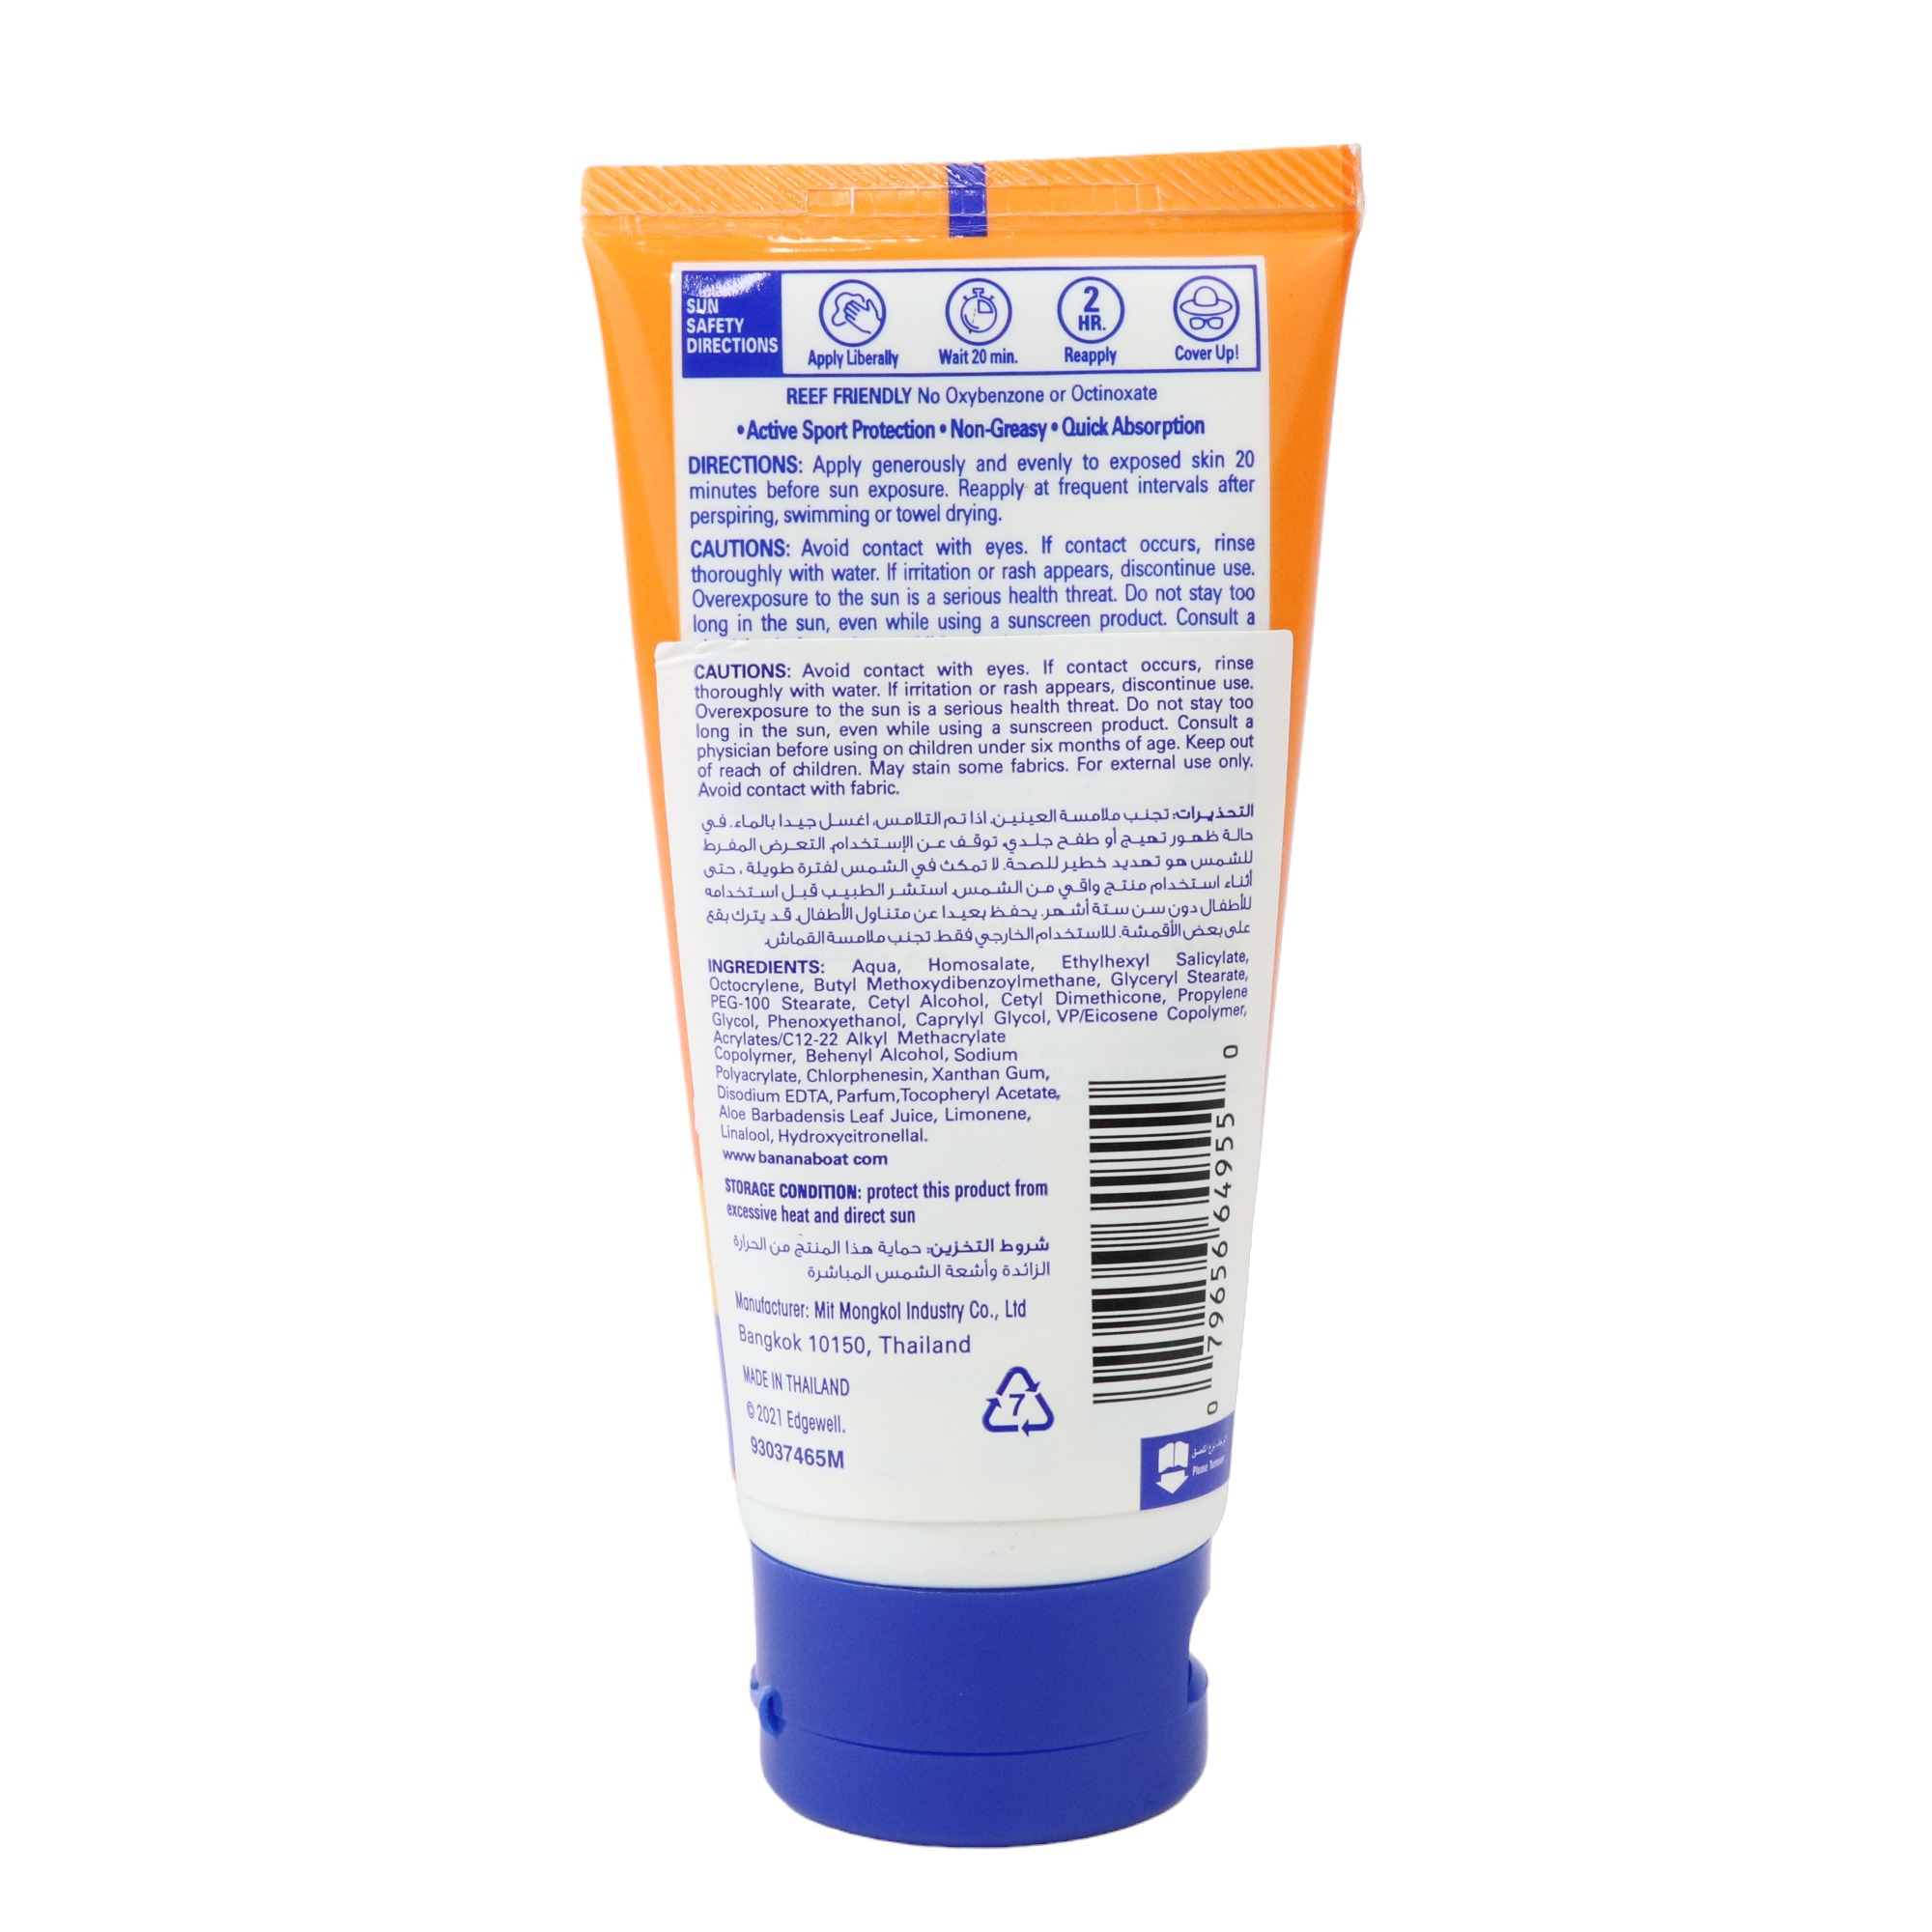 SUN
SAFETY
DIRECTIONS
Apply Liberally
Wait 20 min.
2
HR.
Reapply
Cover Up!
REEF FRIENDLY No Oxybenzone or Octinoxate
•Active Sport Protection • Non-Greasy • Quick Absorption
DIRECTIONS: Apply generously and evenly to exposed skin 20
minutes before sun exposure. Reapply at frequent intervals after
perspiring, swimming or towel drying.
CAUTIONS: Avoid contact with eyes. If contact occurs, rinse
thoroughly with water. If irritation or rash appears, discontinue use.
Overexposure to the sun is a serious health threat. Do not stay too
long in the sun, even while using a sunscreen product. Consult a
CAUTIONS: Avoid contact with eyes. If contact occurs, rinse
thoroughly with water. If irritation or rash appears, discontinue use.
Overexposure to the sun is a serious health threat. Do not stay too
long in the sun, even while using a sunscreen product. Consult a
physician before using on children under six months of age. Keep out
of reach of children. May stain some fabrics. For external use only.
Avoid contact with fabric.
التحذيرات: تجنب ملامسة العينين. اذا تم التلامس، اغسل جيدا بالماء. في
حالة ظهور تهيج أو طفح جلدي، توقف عن الإستخدام. التعرض المفرط
للشمس هو تهديد خطير للصحة. لا تمكث في الشمس لفترة طويلة، حتى
أثناء استخدام منتج واقي من الشمس. استشر الطبيب قبل استخدامه
للأطفال دون سن ستة أشهر. يحفظ بعيدا عن متناول الأطفال. قد يترك بقع
على بعض الأقمشة. للاستخدام الخارجي فقط. تجنب ملامسة القماش.
INGREDIENTS: Aqua, Homosalate, Ethylhexyl Salicylate,
Octocrylene, Butyl Methoxydibenzoylmethane, Glyceryl Stearate,
PEG-100 Stearate, Cetyl Alcohol, Cetyl Dimethicone, Propylene
Glycol, Phenoxyethanol, Caprylyl Glycol, VP/Eicosene Copolymer,
Acrylates/C12-22 Alkyl Methacrylate
Copolymer, Behenyl Alcohol, Sodium
Polyacrylate, Chlorphenesin, Xanthan Gum,
Disodium EDTA, Parfum,Tocopheryl Acetate,
Aloe Barbadensis Leaf Juice, Limonene,
Linalool, Hydroxycitronellal.
www bananaboat com
STORAGE CONDITION: protect this product from
excessive heat and direct sun
شروط التخزين: حماية هذا المنتج من الحرارة
الزائدة وأشعة الشمس المباشرة
Manufacturer: Mit Mongkol Industry Co., Ltd
Bangkok 10150, Thailand
MADE IN THAILAND
© 2021 Edgewell.
93037465M
7
0 79656 64955 0
Please